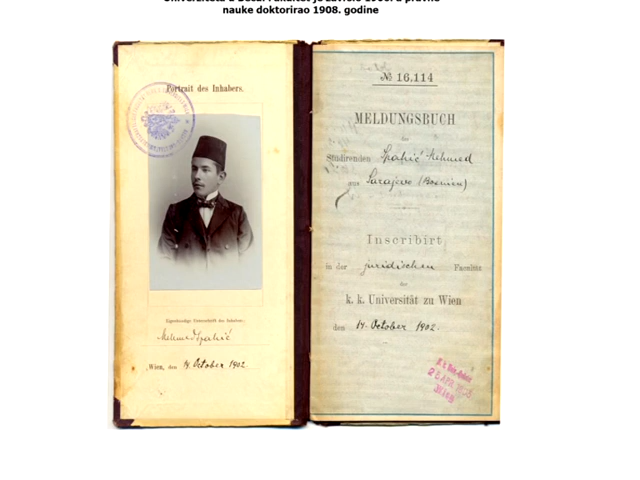 nauke doktorirao 1908. godine
Portrait des Inhabers.
Eigenhändige Unterschrift des Inhabers.
Mehmed Spahić
Wien, den 14. October 1902
№ 16.114
MELDUNGSBUCH
des
Studirenden Spahić Mehmed
aus Sarajevo (Bosnien)
Inscribirt
in der juridischen Facultät
der
k. k. Universität zu Wien
den 14. October 1902.